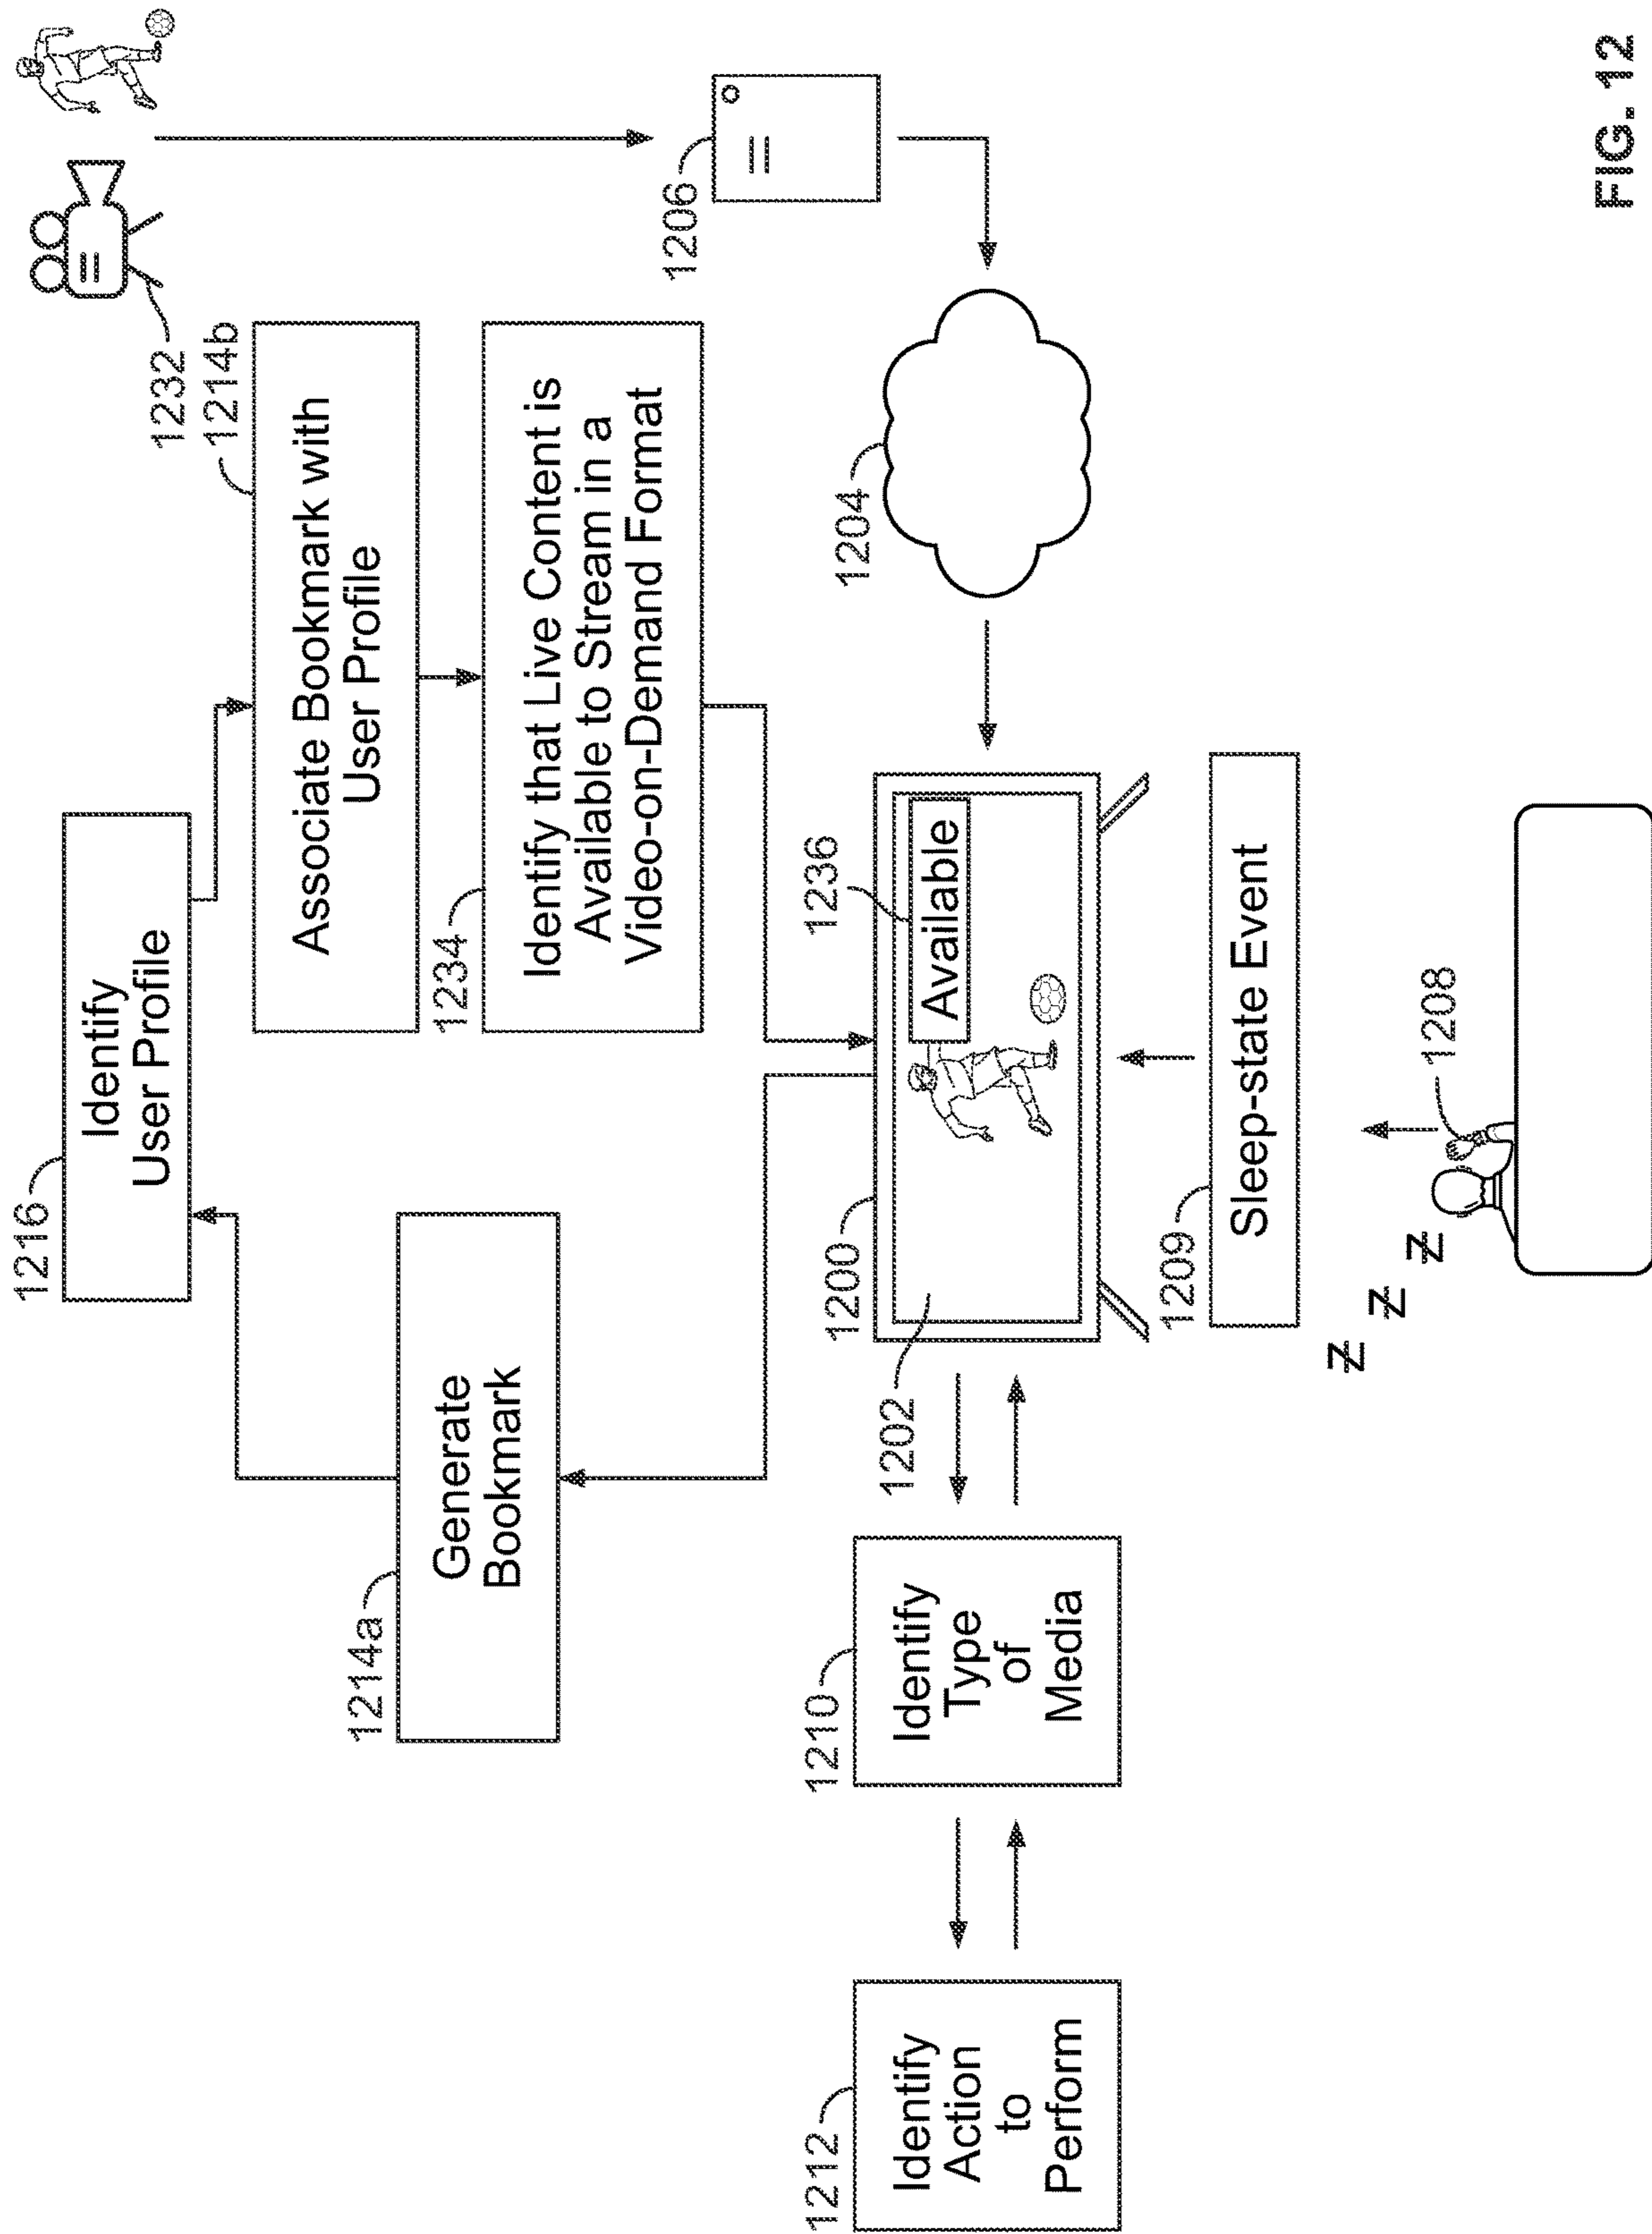 1216
Identify
User Profile
1232
1214b
Associate Bookmark with
User Profile
1214a
Generate
Bookmark
1234
Identify that Live Content is
Available to Stream in a
Video-on-Demand Format
1206
1212
Identify
Action
to
Perform
1210
Identify
Type
of
Media
1200
1202
1236
Available
1204
1209
Sleep-state Event
Z
Z
Z
1208
FIG. 12